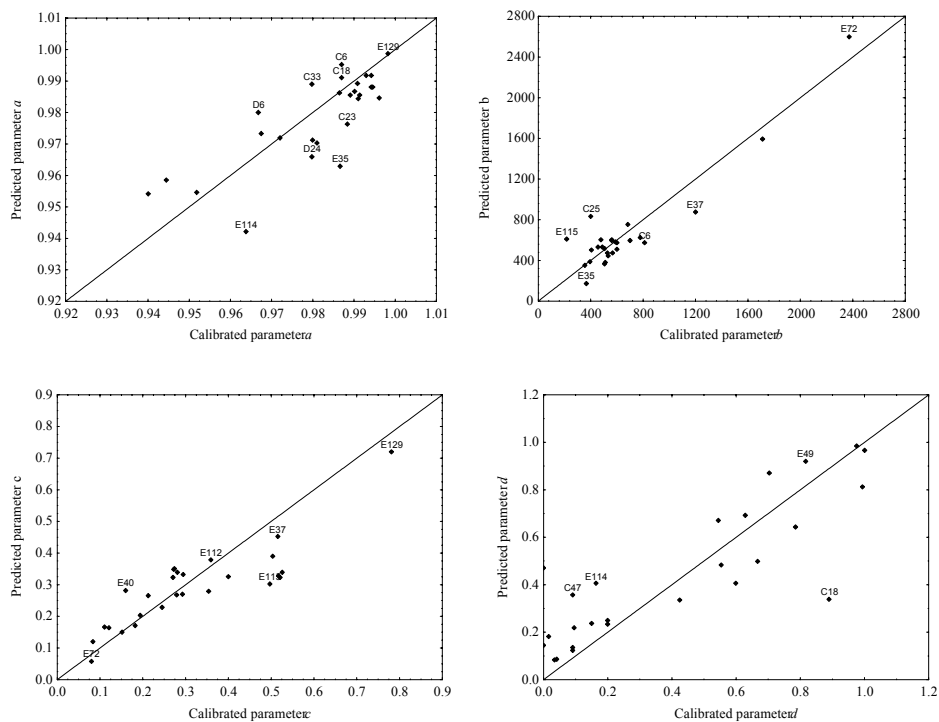 1.01
1.00
0.99
0.98
0.97
0.96
0.95
0.94
0.93
0.92
Predicted parameter a
E129
C6
C18
C33
D6
C23
D24
E35
E114
0.92 0.93 0.94 0.95 0.96 0.97 0.98 0.99 1.00 1.01
Calibrated parameter a
2800
2400
2000
1600
1200
800
400
0
Predicted parameter b
E72
C25
E37
E115
C6
E35
0 400 800 1200 1600 2000 2400 2800
Calibrated parameter b
0.9
0.8
0.7
0.6
0.5
0.4
0.3
0.2
0.1
0.0
Predicted parameter c
E129
E37
E112
E115
E40
E72
0.0 0.1 0.2 0.3 0.4 0.5 0.6 0.7 0.8 0.9
Calibrated parameter c
1.2
1.0
0.8
0.6
0.4
0.2
0.0
Predicted parameter d
E49
E114
C47
C18
0.0 0.2 0.4 0.6 0.8 1.0 1.2
Calibrated parameter d